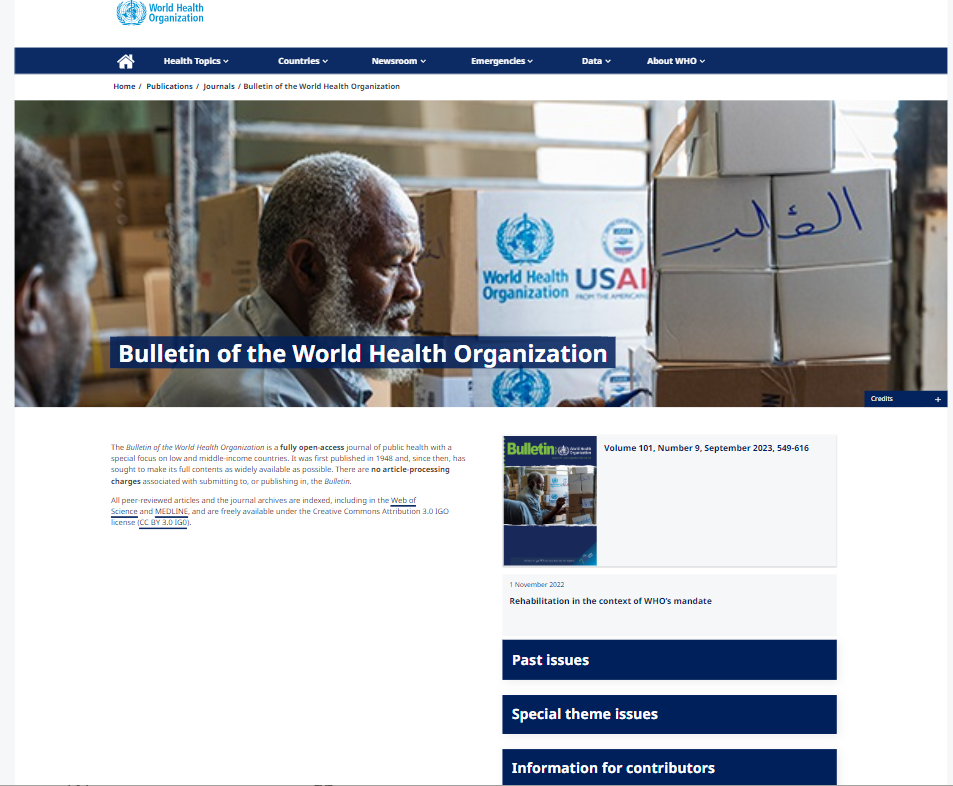 World Health
Organization
Health Topics
Countries
Newsroom
Emergencies
Data
About WHO
Home / Publications / Journals / Bulletin of the World Health Organization
World Health
Organization
USAI
FROM THE AMERICAN
Bulletin of the World Health Organization
Credits +
The Bulletin of the World Health Organization is a fully open-access journal of public health with a
special focus on low and middle-income countries. It was first published in 1948 and, since then, has
sought to make its full contents as widely available as possible. There are no article-processing
charges associated with submitting to, or publishing in, the Bulletin.
All peer-reviewed articles and the journal archives are indexed, including in the Web of
Science and MEDLINE, and are freely available under the Creative Commons Attribution 3.0 IGO
license (CC BY 3.0 IGO).
Bulletin
World Health
Organization
Volume 101, Number 9, September 2023, 549-616
1 November 2022
Rehabilitation in the context of WHO's mandate
Past issues
Special theme issues
Information for contributors